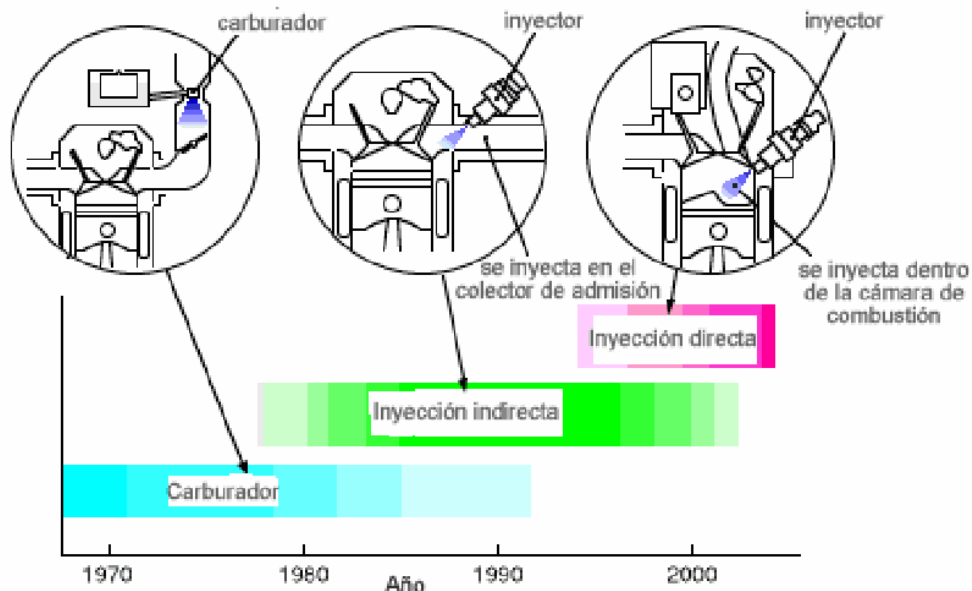 carburador
inyector
inyector
se inyecta en el
colector de admisión
se inyecta dentro
de la cámara de
combustión
Inyección directa
Inyección indirecta
Carburador
1970
1980
1990
2000
Año